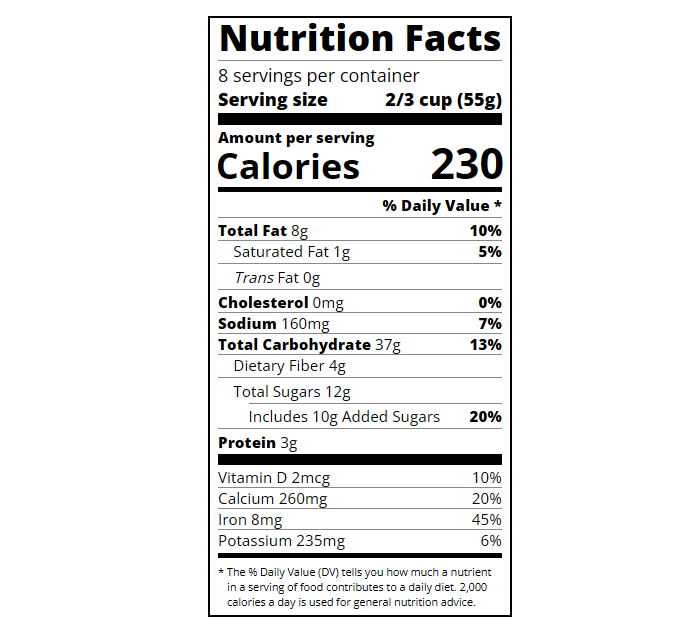 Nutrition Facts
8 servings per container
Serving size 2/3 cup (55g)
Amount per serving
Calories 230
% Daily Value *
Total Fat 8g 10%
Saturated Fat 1g 5%
Trans Fat 0g
Cholesterol 0mg 0%
Sodium 160mg 7%
Total Carbohydrate 37g 13%
Dietary Fiber 4g
Total Sugars 12g
Includes 10g Added Sugars 20%
Protein 3g
Vitamin D 2mcg 10%
Calcium 260mg 20%
Iron 8mg 45%
Potassium 235mg 6%
* The % Daily Value (DV) tells you how much a nutrient
in a serving of food contributes to a daily diet. 2,000
calories a day is used for general nutrition advice.